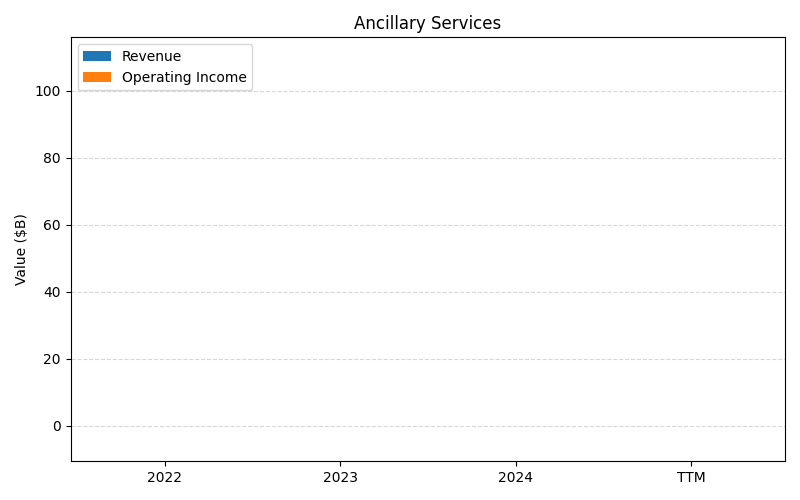 Ancillary Services
Revenue
Operating Income
Value ($B)
100
80
60
40
20
0
2022
2023
2024
TTM